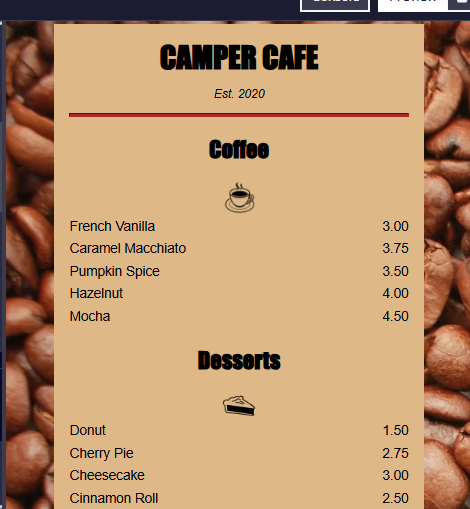 CAMPER CAFE
Est. 2020
Coffee
French Vanilla 3.00
Caramel Macchiato 3.75
Pumpkin Spice 3.50
Hazelnut 4.00
Mocha 4.50
Desserts
Donut 1.50
Cherry Pie 2.75
Cheesecake 3.00
Cinnamon Roll 2.50